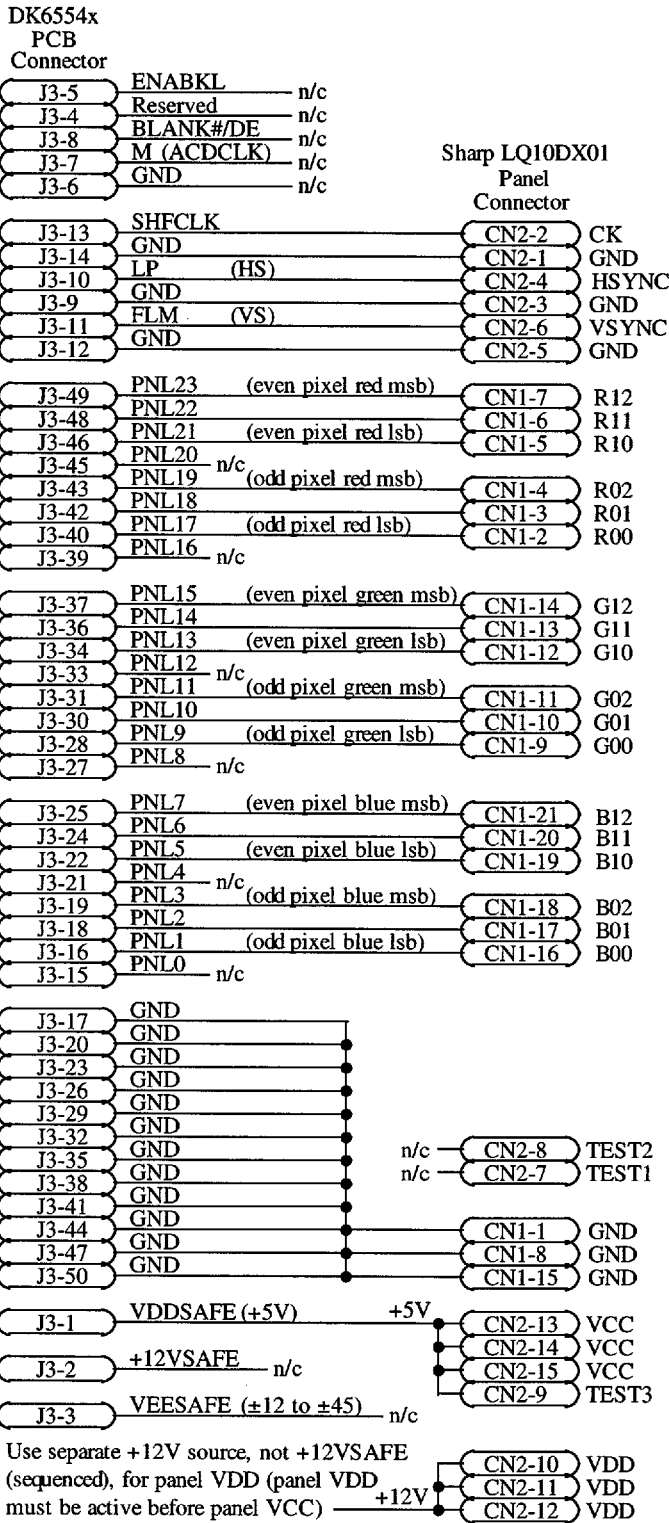 DK6554x
PCB
Connector
J3-5 ENABKL n/c
J3-4 Reserved n/c
J3-8 BLANK#/DE n/c
J3-7 M (ACDCLK) n/c
J3-6 GND n/c
Sharp LQ10DX01
Panel
Connector
J3-13 SHFCLK CN2-2 CK
J3-14 GND CN2-1 GND
J3-10 LP (HS) CN2-4 HSYNC
J3-9 GND CN2-3 GND
J3-11 FLM (VS) CN2-6 VSYNC
J3-12 GND CN2-5 GND
J3-49 PNL23 (even pixel red msb) CN1-7 R12
J3-48 PNL22 CN1-6 R11
J3-46 PNL21 (even pixel red lsb) CN1-5 R10
J3-45 PNL20 n/c
J3-43 PNL19 (odd pixel red msb) CN1-4 R02
J3-42 PNL18 CN1-3 R01
J3-40 PNL17 (odd pixel red lsb) CN1-2 R00
J3-39 PNL16 n/c
J3-37 PNL15 (even pixel green msb) CN1-14 G12
J3-36 PNL14 CN1-13 G11
J3-34 PNL13 (even pixel green lsb) CN1-12 G10
J3-33 PNL12 n/c
J3-31 PNL11 (odd pixel green msb) CN1-11 G02
J3-30 PNL10 CN1-10 G01
J3-28 PNL9 (odd pixel green lsb) CN1-9 G00
J3-27 PNL8 n/c
J3-25 PNL7 (even pixel blue msb) CN1-21 B12
J3-24 PNL6 CN1-20 B11
J3-22 PNL5 (even pixel blue lsb) CN1-19 B10
J3-21 PNL4 n/c
J3-19 PNL3 (odd pixel blue msb) CN1-18 B02
J3-18 PNL2 CN1-17 B01
J3-16 PNL1 (odd pixel blue lsb) CN1-16 B00
J3-15 PNL0 n/c
J3-17 GND
J3-20 GND
J3-23 GND
J3-26 GND
J3-29 GND
J3-32 GND n/c CN2-8 TEST2
J3-35 GND n/c CN2-7 TEST1
J3-38 GND
J3-41 GND
J3-44 GND CN1-1 GND
J3-47 GND CN1-8 GND
J3-50 GND CN1-15 GND
J3-1 VDDSAFE (+5V) +5V CN2-13 VCC
CN2-14 VCC
J3-2 +12VSAFE n/c CN2-15 VCC
CN2-9 TEST3
J3-3 VEESAFE (±12 to ±45) n/c
Use separate +12V source, not +12VSAFE
(sequenced), for panel VDD (panel VDD
must be active before panel VCC) +12V
CN2-10 VDD
CN2-11 VDD
CN2-12 VDD